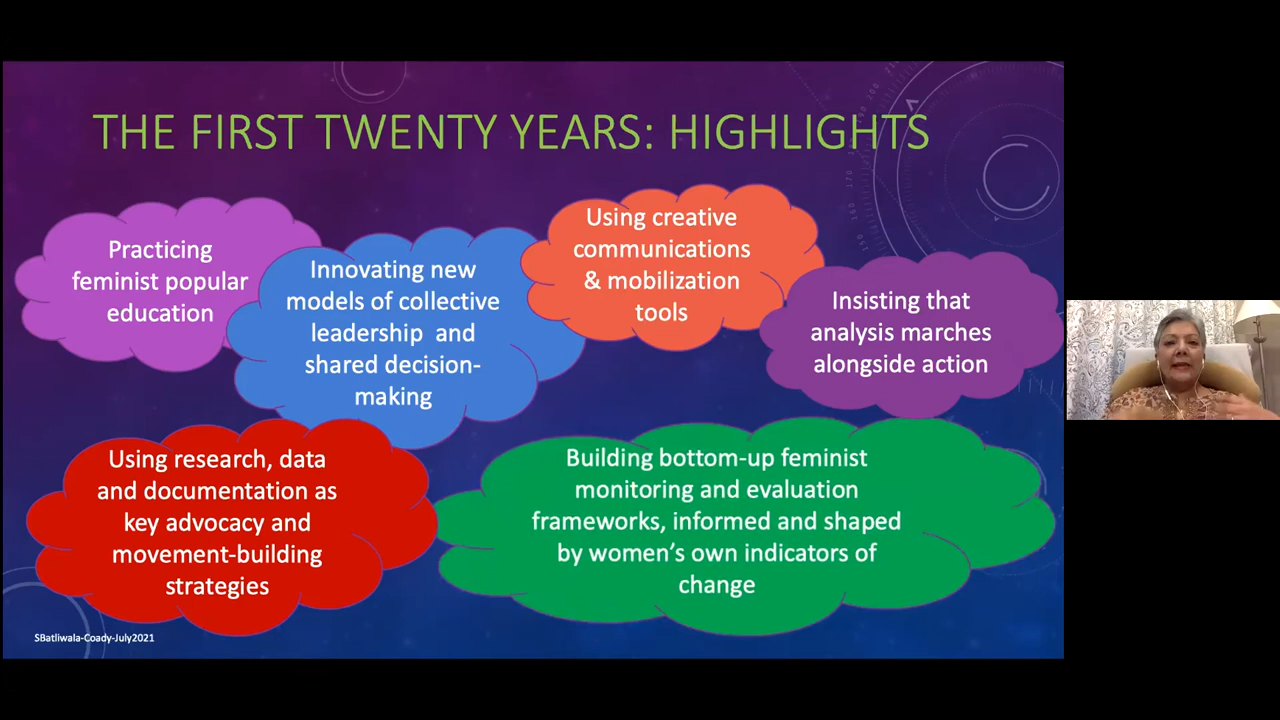 THE FIRST TWENTY YEARS: HIGHLIGHTS
Practicing
feminist popular
education
Innovating new
models of collective
leadership and
shared decision-
making
Using creative
communications
& mobilization
tools
Insisting that
analysis marches
alongside action
Using research, data
and documentation as
key advocacy and
movement-building
strategies
Building bottom-up feminist
monitoring and evaluation
frameworks, informed and shaped
by women's own indicators of
change
SBatliwala-Coady-July2021